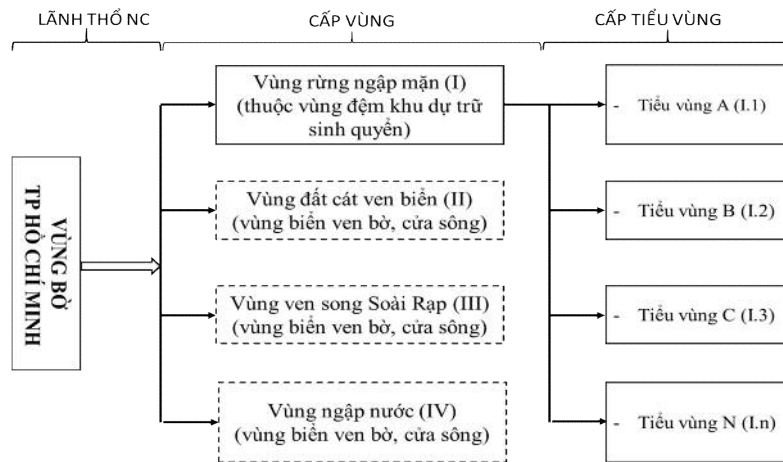 LÃNH THỔ NC
CẤP VÙNG
CẤP TIỂU VÙNG
VÙNG BỜ
TP HỒ CHÍ MINH
Vùng rừng ngập mặn (I)
(thuộc vùng đệm khu dự trữ
sinh quyển)
Vùng đất cát ven biển (II)
(vùng biển ven bờ, cửa sông)
Vùng ven song Soài Rạp (III)
(vùng biển ven bờ, cửa sông)
Vùng ngập nước (IV)
(vùng biển ven bờ, cửa sông)
- Tiểu vùng A (I.1)
- Tiểu vùng B (I.2)
- Tiểu vùng C (I.3)
- Tiểu vùng N (I.n)